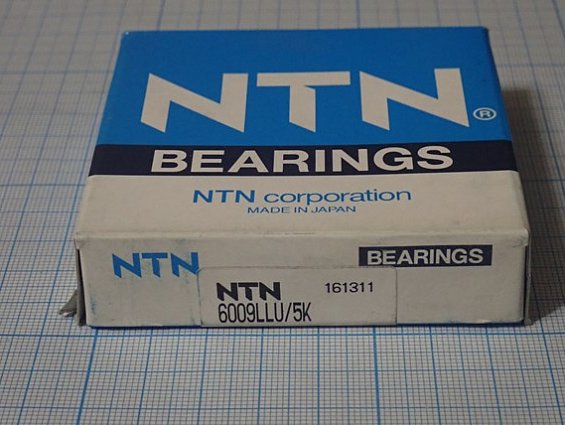 NTN®
BEARINGS
NTN corporation
MADE IN JAPAN
NTN
BEARINGS
NTN 161311
6009LLU/5K